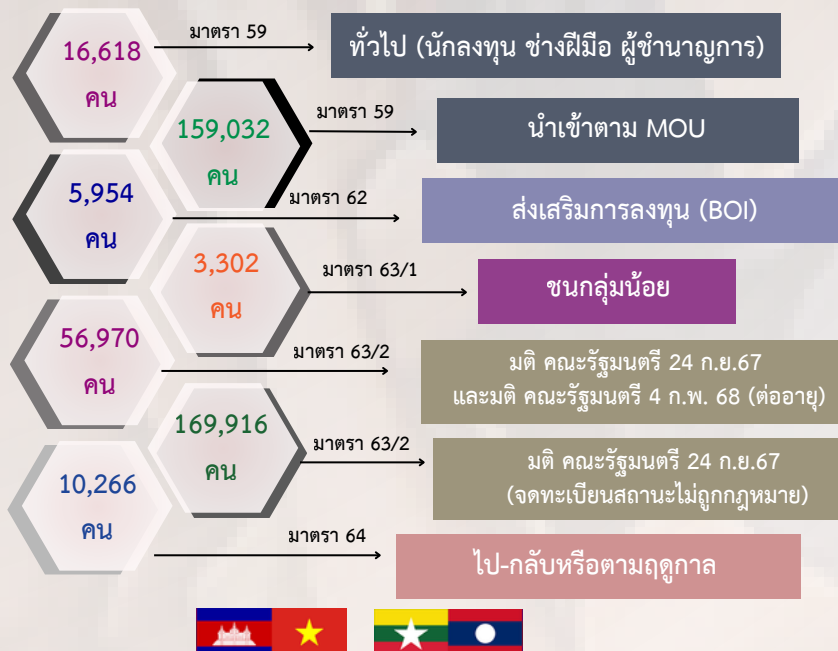 16,618
คน
มาตรา 59
ทั่วไป (นักลงทุน ช่างฝีมือ ผู้ชำนาญการ)
159,032
คน
มาตรา 59
นำเข้าตาม MOU
5,954
คน
มาตรา 62
ส่งเสริมการลงทุน (BOI)
3,302
คน
มาตรา 63/1
ชนกลุ่มน้อย
56,970
คน
มาตรา 63/2
มติ คณะรัฐมนตรี 24 ก.ย.67
และมติ คณะรัฐมนตรี 4 ก.พ. 68 (ต่ออายุ)
169,916
คน
มาตรา 63/2
มติ คณะรัฐมนตรี 24 ก.ย.67
(จดทะเบียนสถานะไม่ถูกกฎหมาย)
10,266
คน
มาตรา 64
ไป-กลับหรือตามฤดูกาล